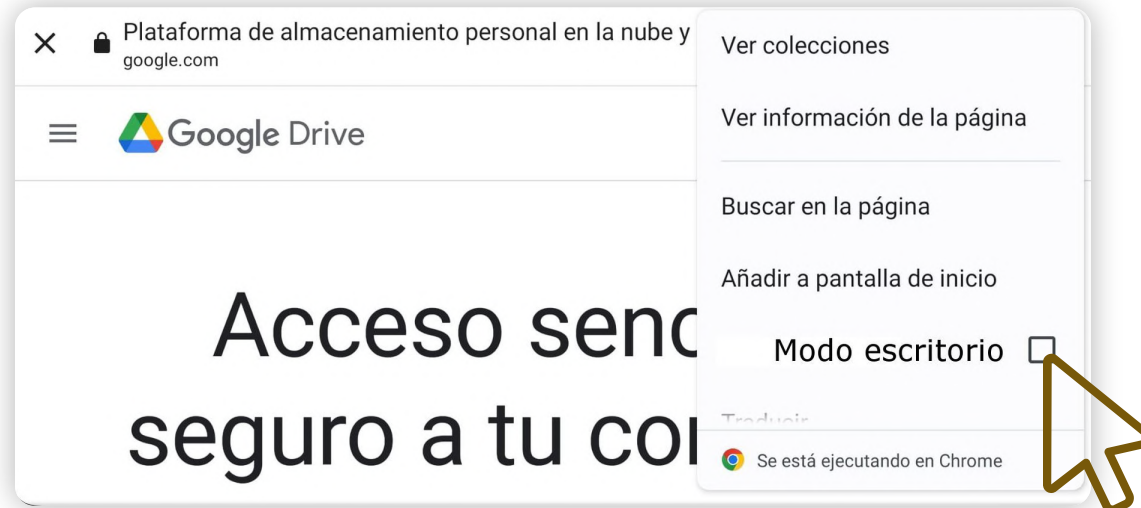 Plataforma de almacenamiento personal en la nube y
google.com
Google Drive
Acceso senc
seguro a tu co
Ver colecciones
Ver información de la página
Buscar en la página
Añadir a pantalla de inicio
Modo escritorio
Traducir
Se está ejecutando en Chrome